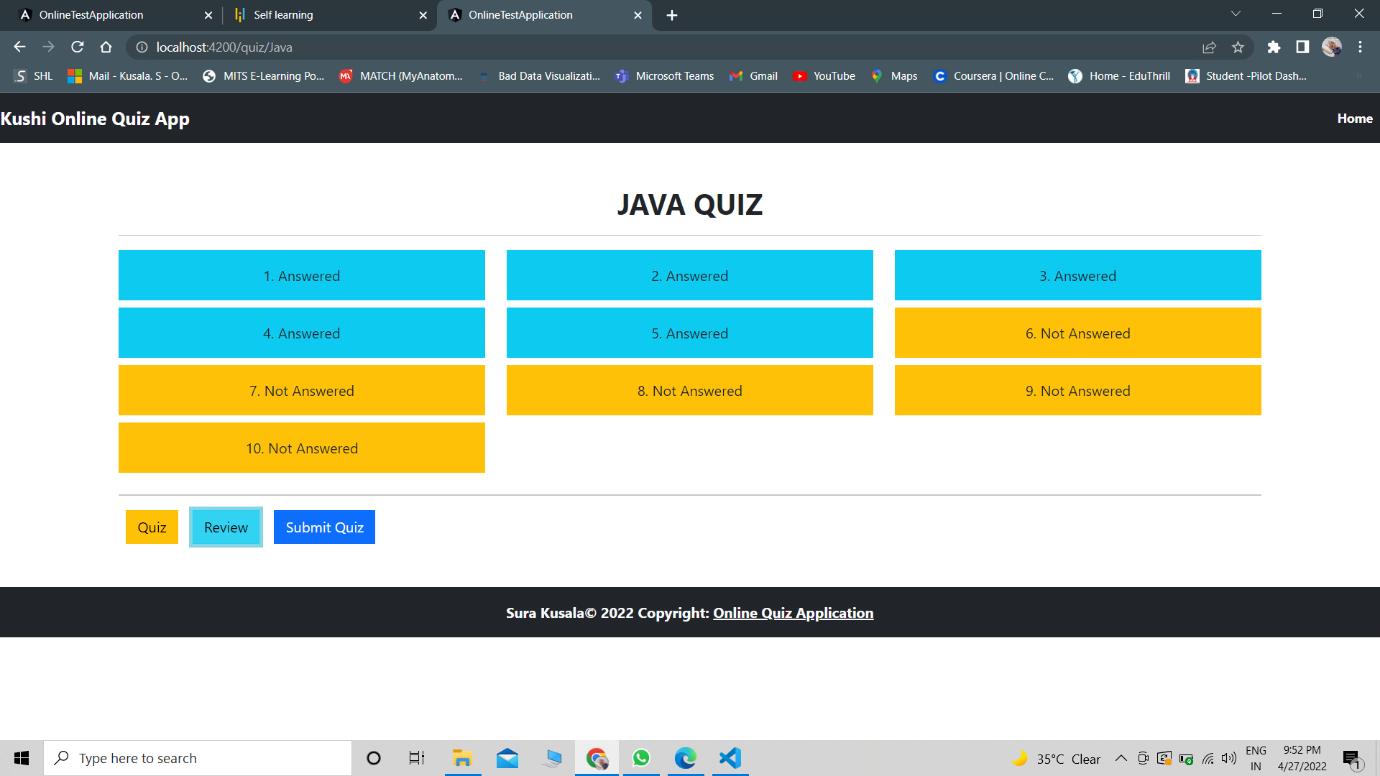 OnlineTestApplication
Self learning
OnlineTestApplication
localhost:4200/quiz/Java
SHL
Mail - Kusala. S - O...
MITS E-Learning Po...
MATCH (MyAnatom...
Bad Data Visualizati...
Microsoft Teams
Gmail
YouTube
Maps
Coursera | Online C...
Home - EduThrill
Student -Pilot Dash...
Kushi Online Quiz App
Home
JAVA QUIZ
1. Answered
2. Answered
3. Answered
4. Answered
5. Answered
6. Not Answered
7. Not Answered
8. Not Answered
9. Not Answered
10. Not Answered
Quiz
Review
Submit Quiz
Sura Kusala© 2022 Copyright: Online Quiz Application
Type here to search
35°C Clear
ENG
IN
9:52 PM
4/27/2022
1